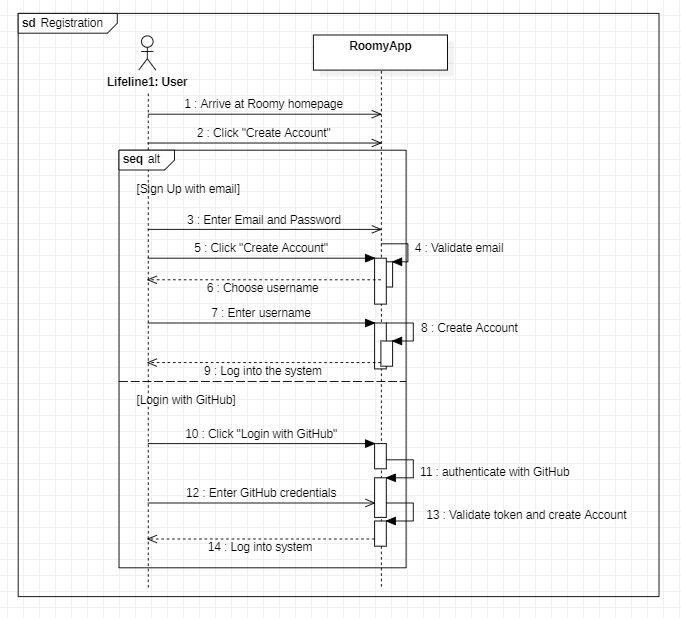 sd Registration
RoomyApp
Lifeline1: User
1 : Arrive at Roomy homepage
2 : Click "Create Account"
seq alt
[Sign Up with email]
3 : Enter Email and Password
4 : Validate email
5 : Click "Create Account"
6 : Choose username
7 : Enter username
8 : Create Account
9 : Log into the system
[Login with GitHub]
10 : Click "Login with GitHub"
11 : authenticate with GitHub
12 : Enter GitHub credentials
13 : Validate token and create Account
14 : Log into system